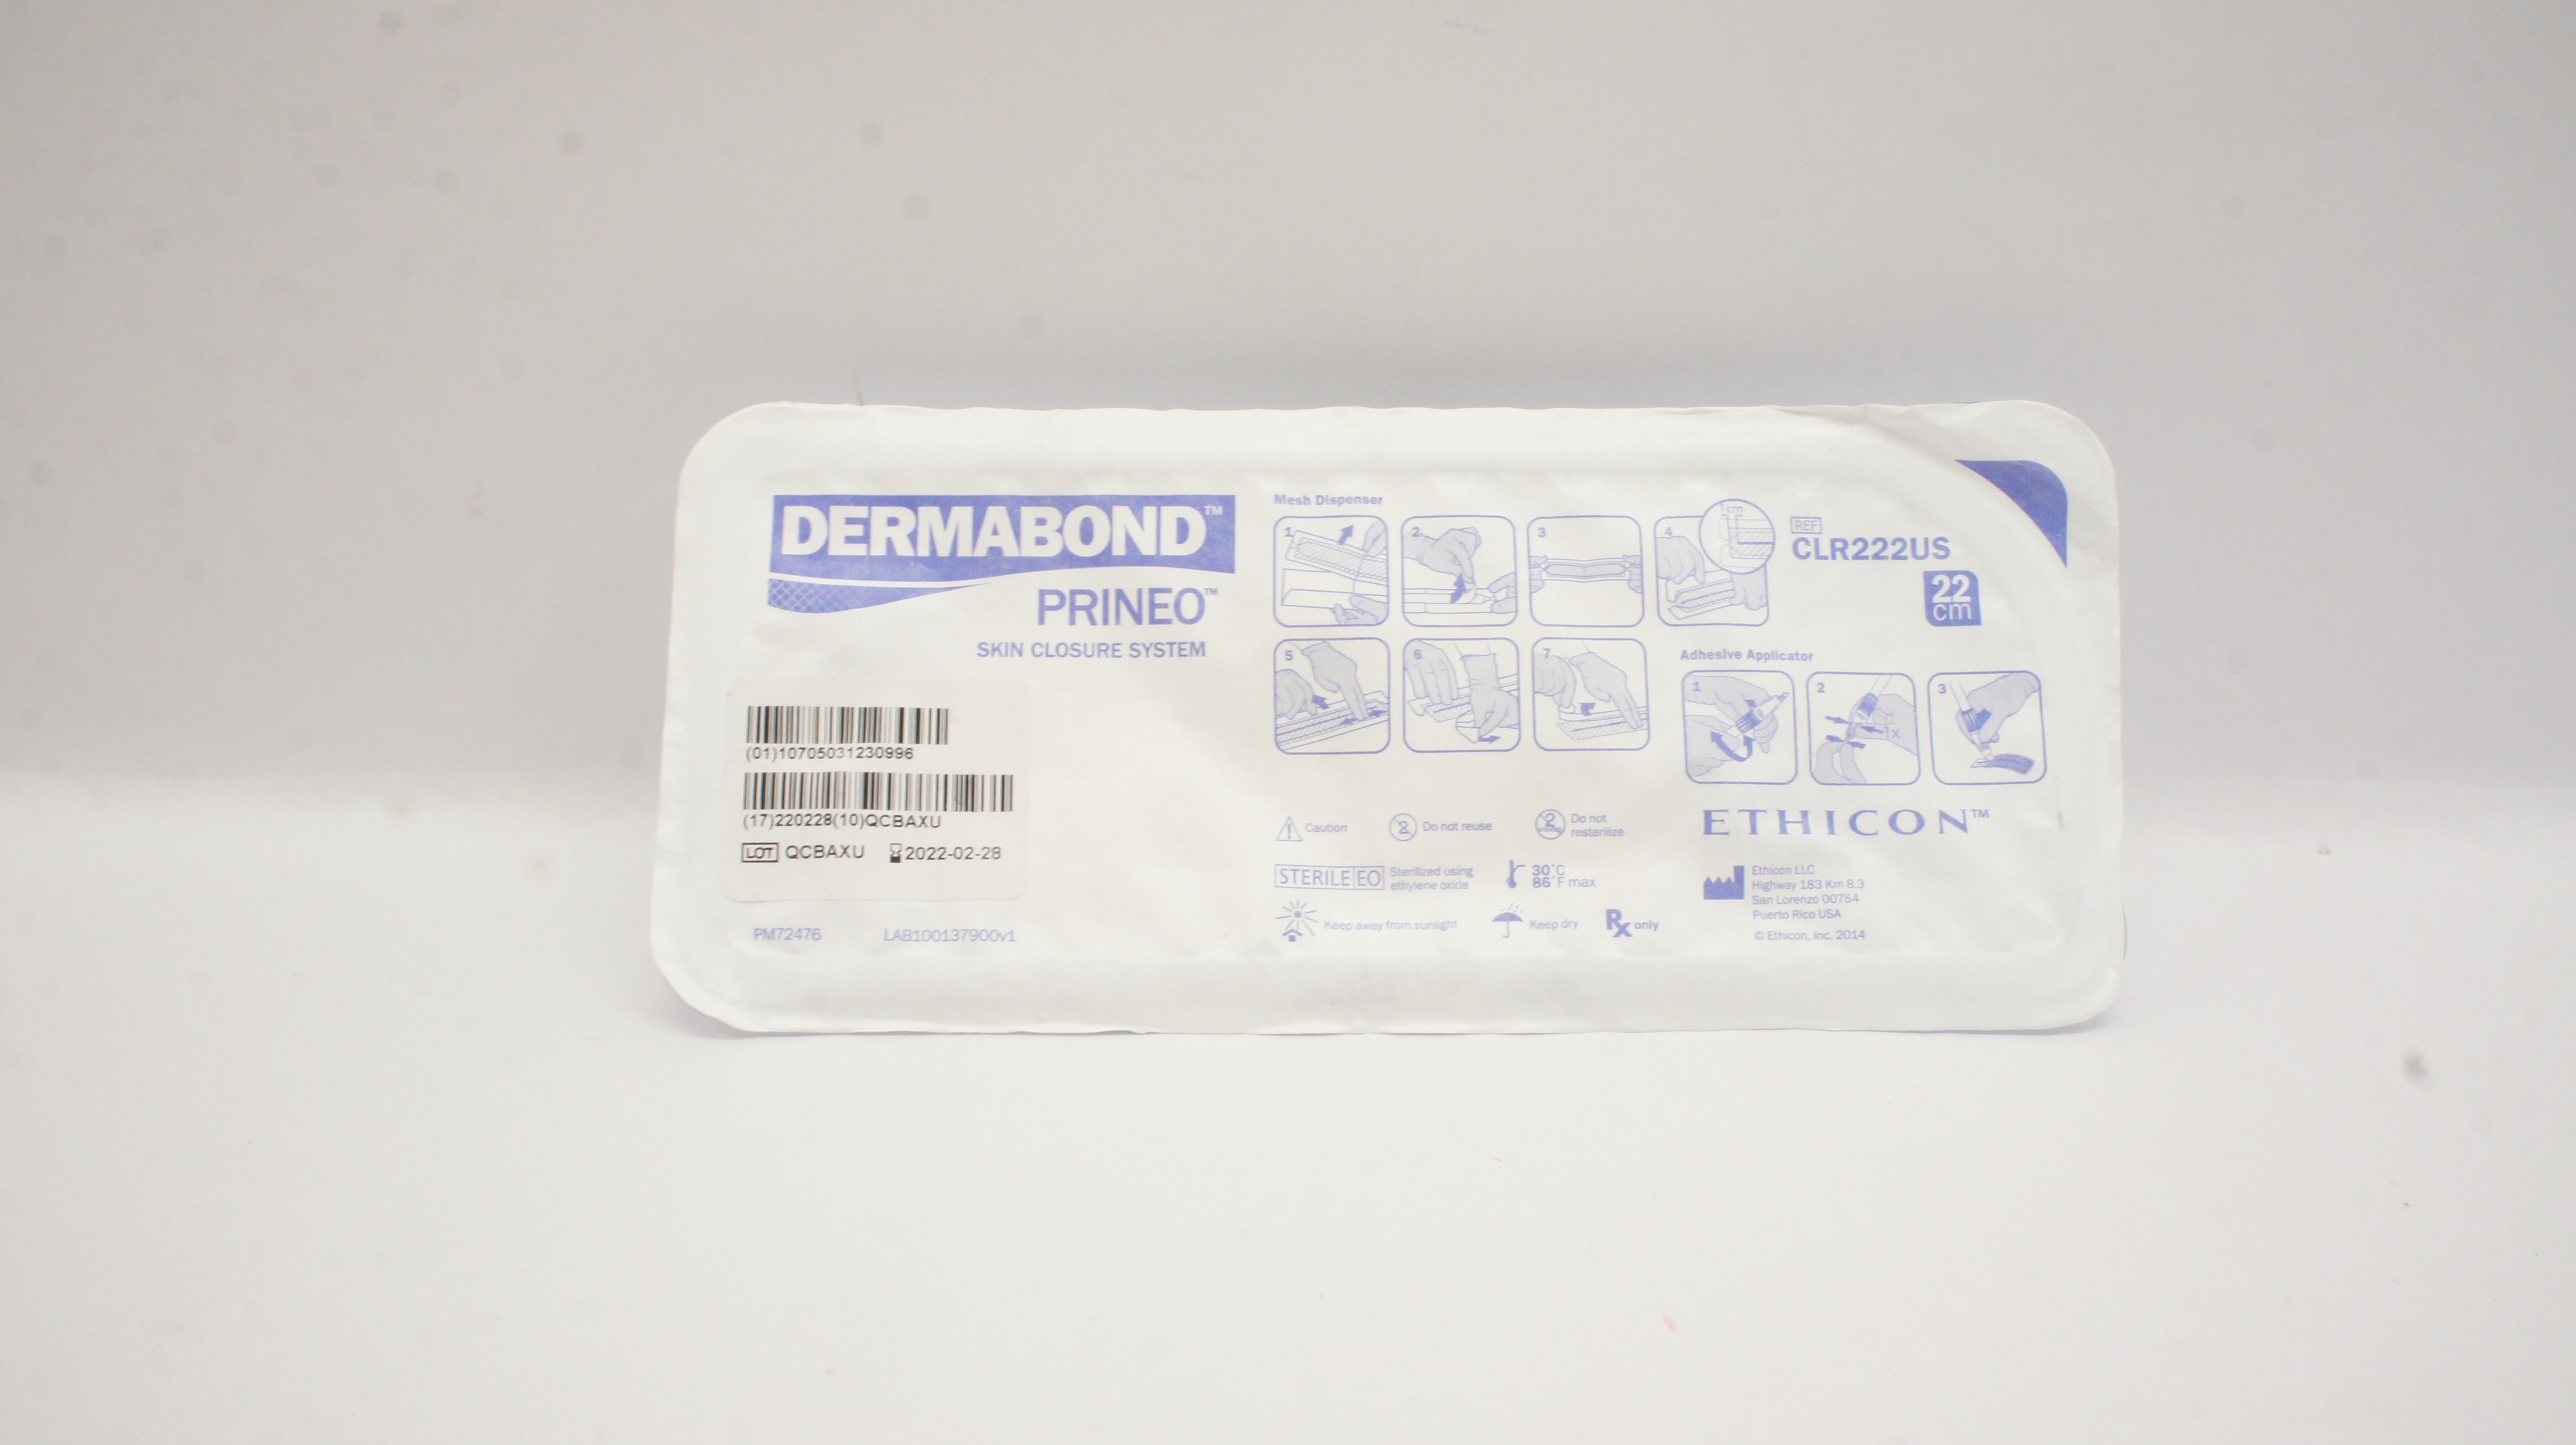 DERMABOND™
PRINEO™
SKIN CLOSURE SYSTEM
(01)10705031230996
(17)220228(10)QCBAXU
LOT QCBAXU 2022-02-28
PM72476 LAB100137900v1
Mesh Dispenser
1
2
3
4
1cm
5
6
7
REF
CLR222US
22
cm
Adhesive Applicator
1
2
1x
3
Caution
2 Do not reuse
2 Do not
resterilize
STERILE EO Sterilized using
ethylene oxide
30°C
86°F max
Keep away from sunlight
Keep dry
Rx only
ETHICON™
Ethicon LLC
Highway 183 Km 8.3
San Lorenzo 00754
Puerto Rico USA
© Ethicon, Inc. 2014